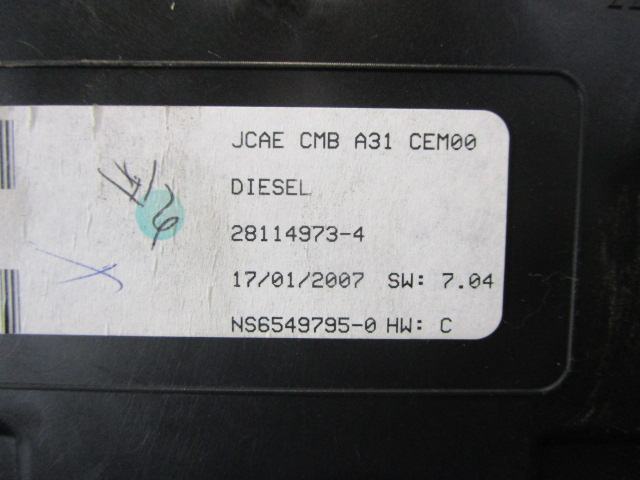 JCAE CMB A31 CEM00
DIESEL
28114973-4
17/01/2007 SW: 7.04
NS6549795-0 HW: C